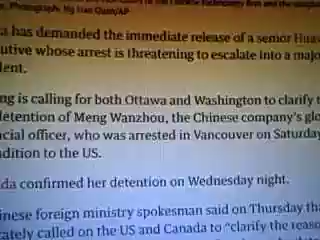 Photograph: Ng Han Guan/AP
a has demanded the immediate release of a senior Hua
utive whose arrest is threatening to escalate into a majo
dent.
ng is calling for both Ottawa and Washington to clarify t
detention of Meng Wanzhou, the Chinese company's glo
ncial officer, who was arrested in Vancouver on Saturday
adition to the US.
ada confirmed her detention on Wednesday night.
inese foreign ministry spokesman said on Thursday tha
rately called on the US and Canada to "clarify the reaso